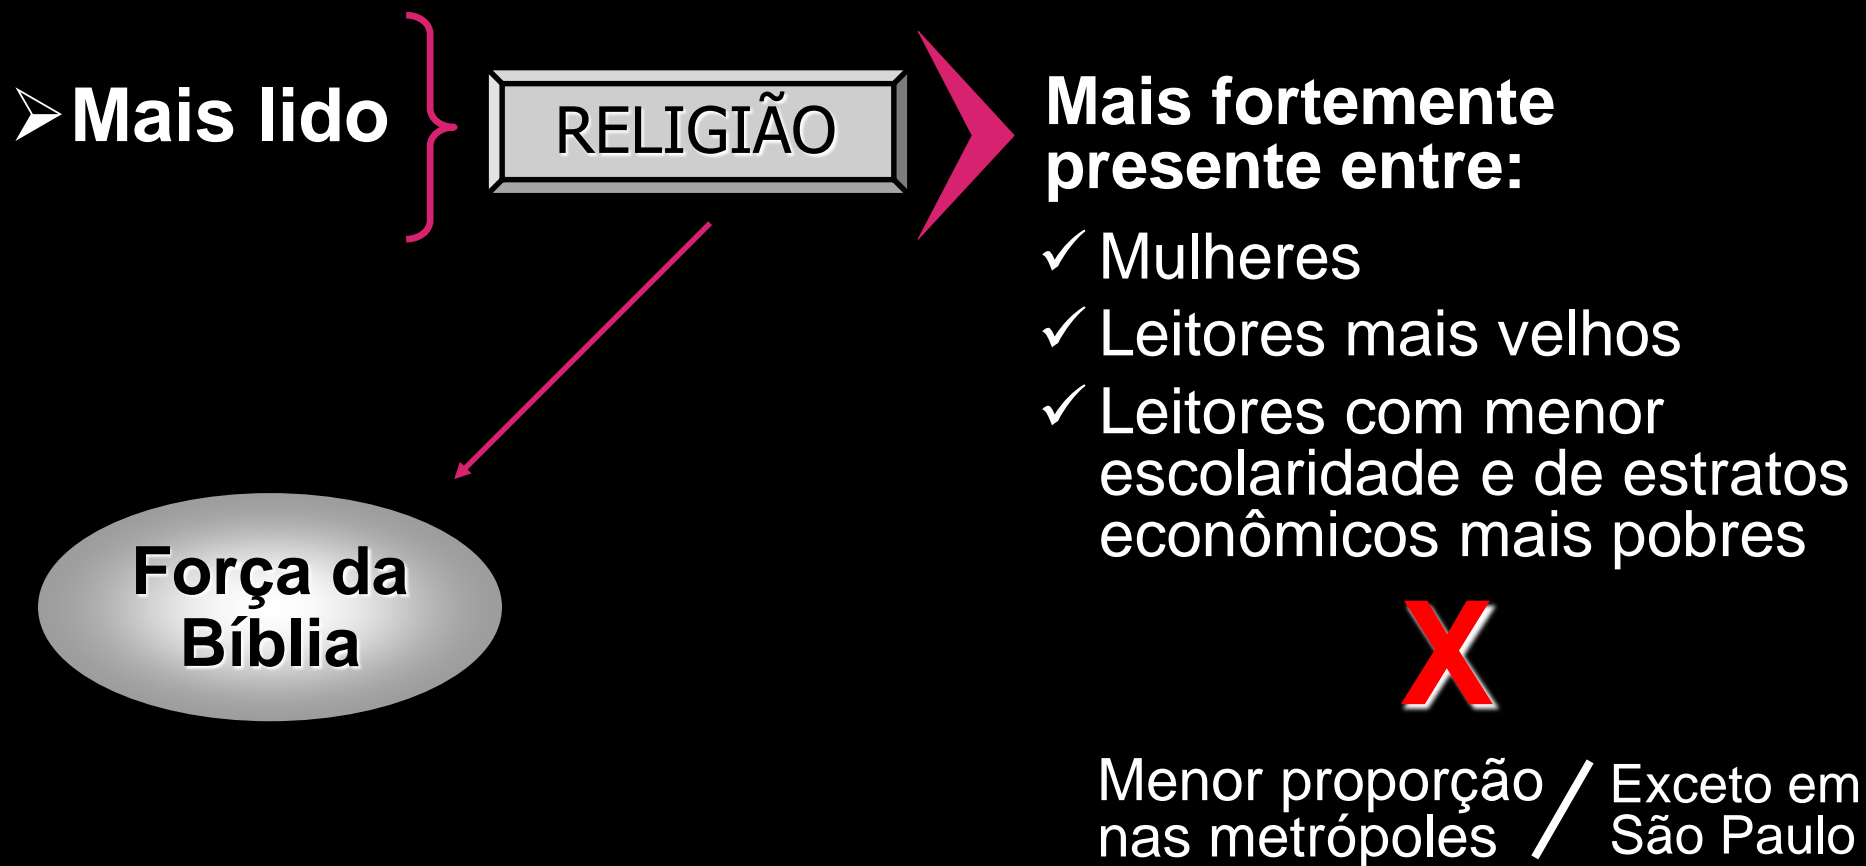 ➢Mais lido
RELIGIÃO
Mais fortemente
presente entre:
✓ Mulheres
✓ Leitores mais velhos
✓ Leitores com menor
escolaridade e de estratos
econômicos mais pobres
Força da
Bíblia
X
Menor proporção
nas metrópoles
/
Exceto em
São Paulo